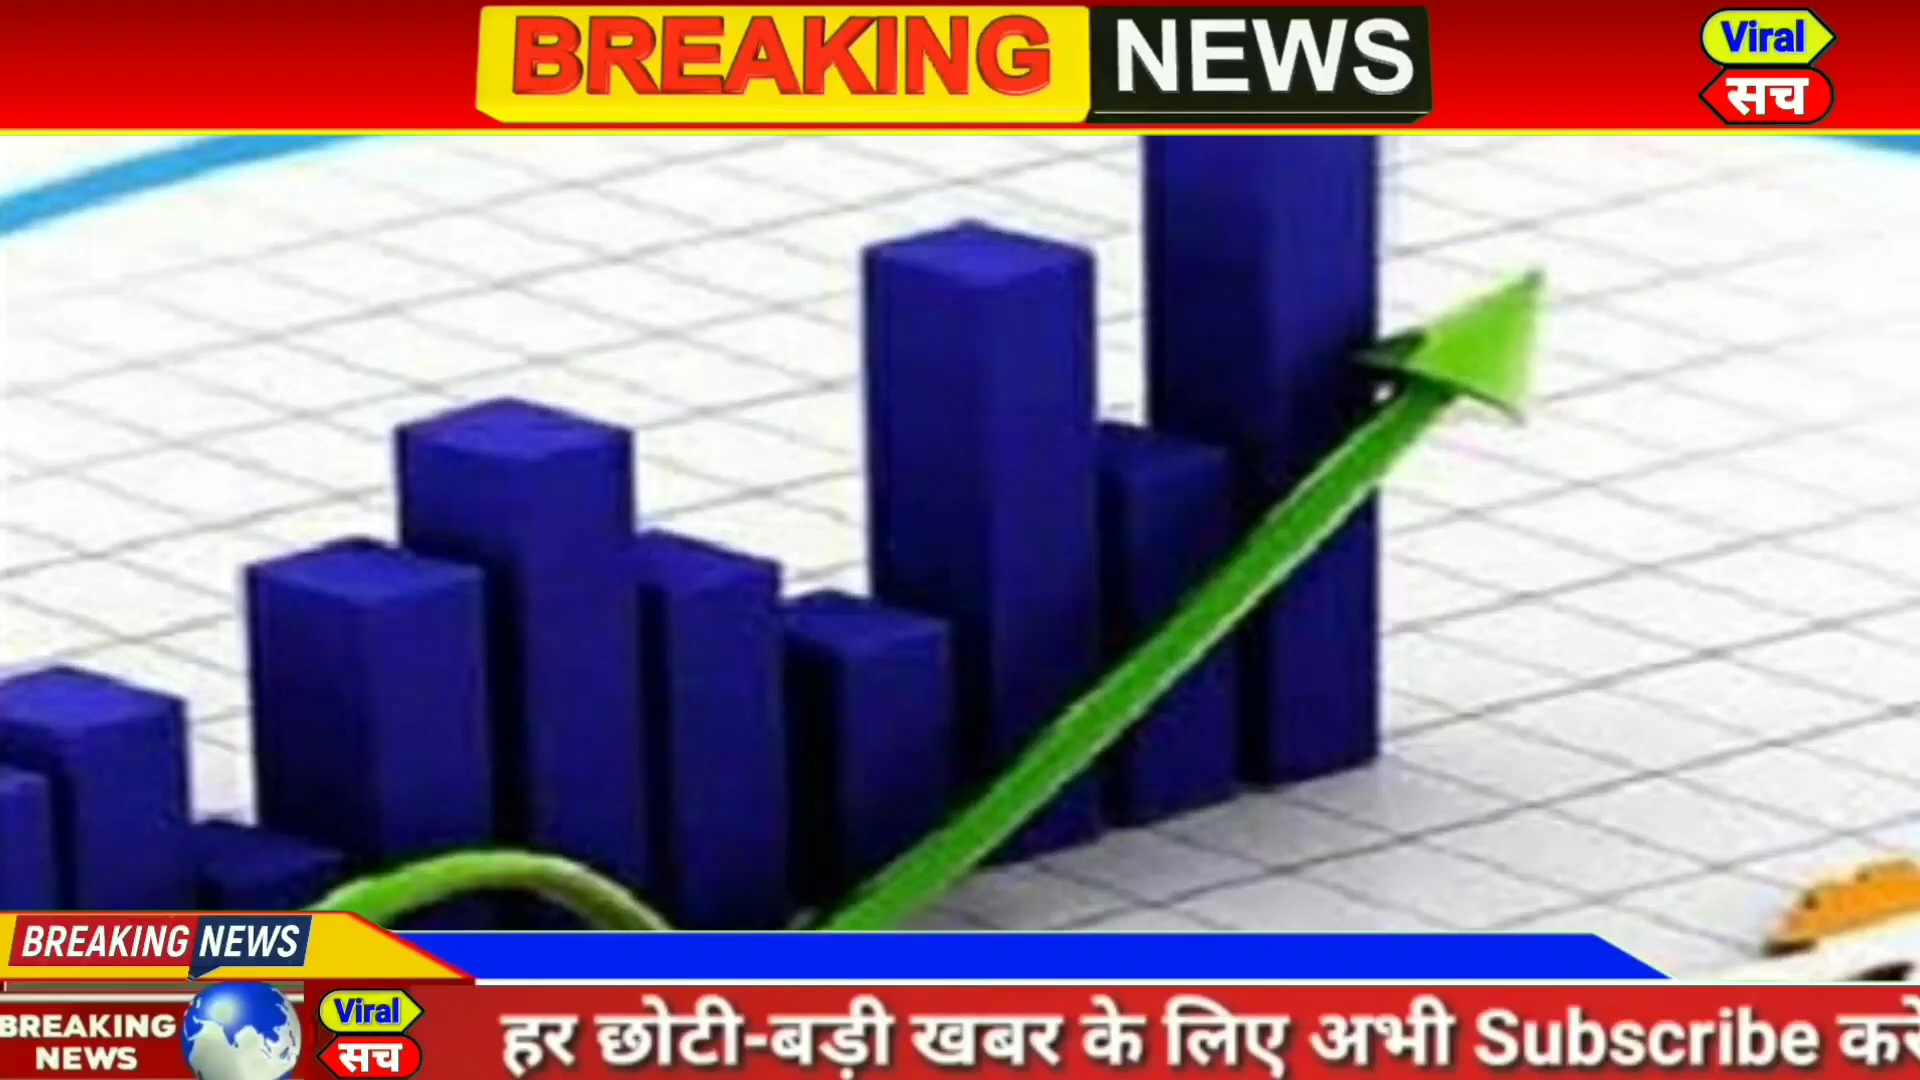 BREAKING NEWS
Viral
सच
BREAKING NEWS
BREAKING
NEWS
Viral
सच
हर छोटी-बड़ी खबर के लिए अभी Subscribe करे